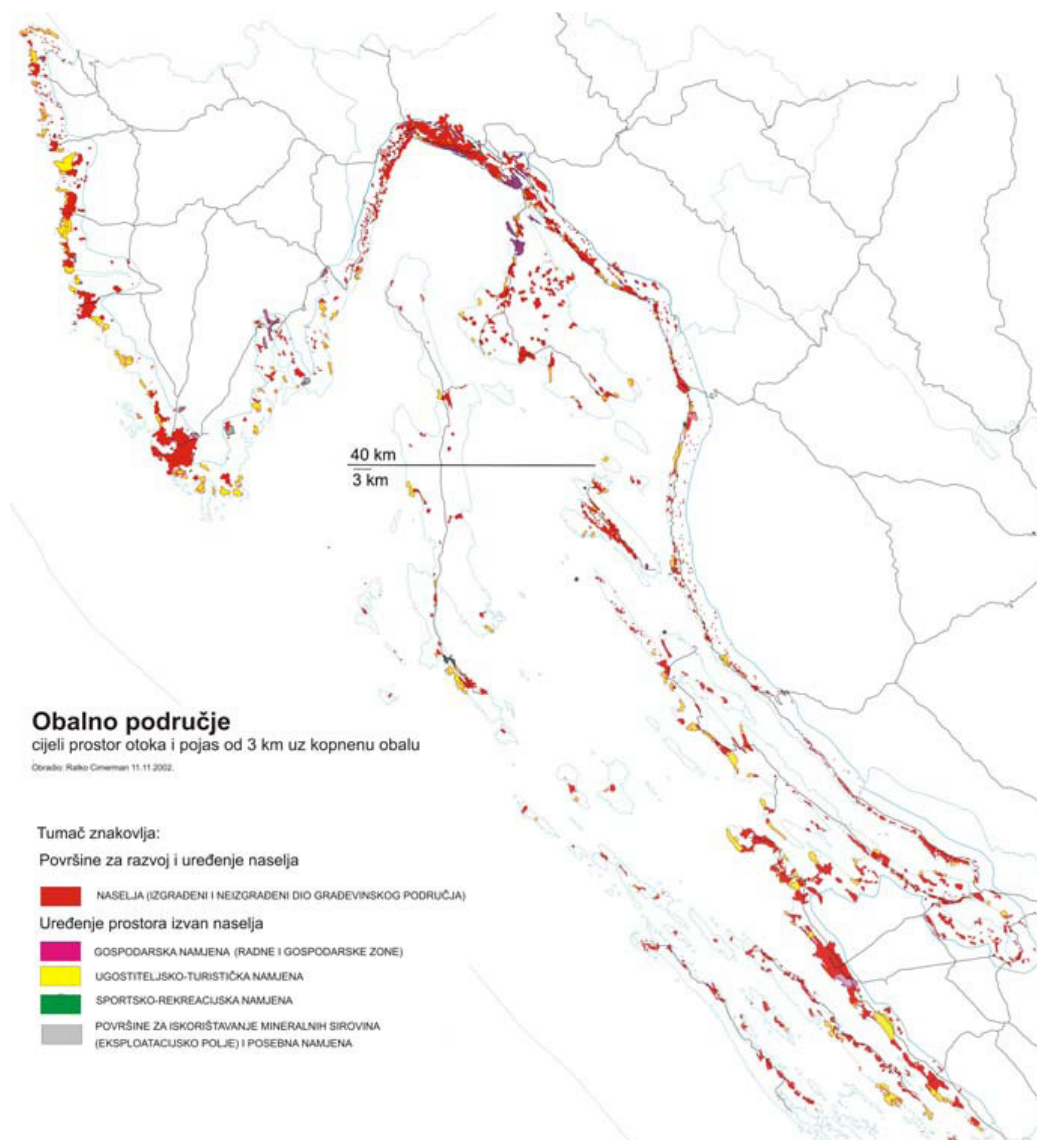 40 km
3 km
Obalno područje
cijeli prostor otoka i pojas od 3 km uz kopnenu obalu
Obradio: Ratko Cimerman 11.11.2002.
Tumač znakovlja:
Površine za razvoj i uređenje naselja
NASELJA (IZGRAĐENI I NEIZGRAĐENI DIO GRAĐEVINSKOG PODRUČJA)
Uređenje prostora izvan naselja
GOSPODARSKA NAMJENA (RADNE I GOSPODARSKE ZONE)
UGOSTITELJSKO-TURISTIČKA NAMJENA
SPORTSKO-REKREACIJSKA NAMJENA
POVRŠINE ZA ISKORIŠTAVANJE MINERALNIH SIROVINA
(EKSPLOATACIJSKO POLJE) I POSEBNA NAMJENA